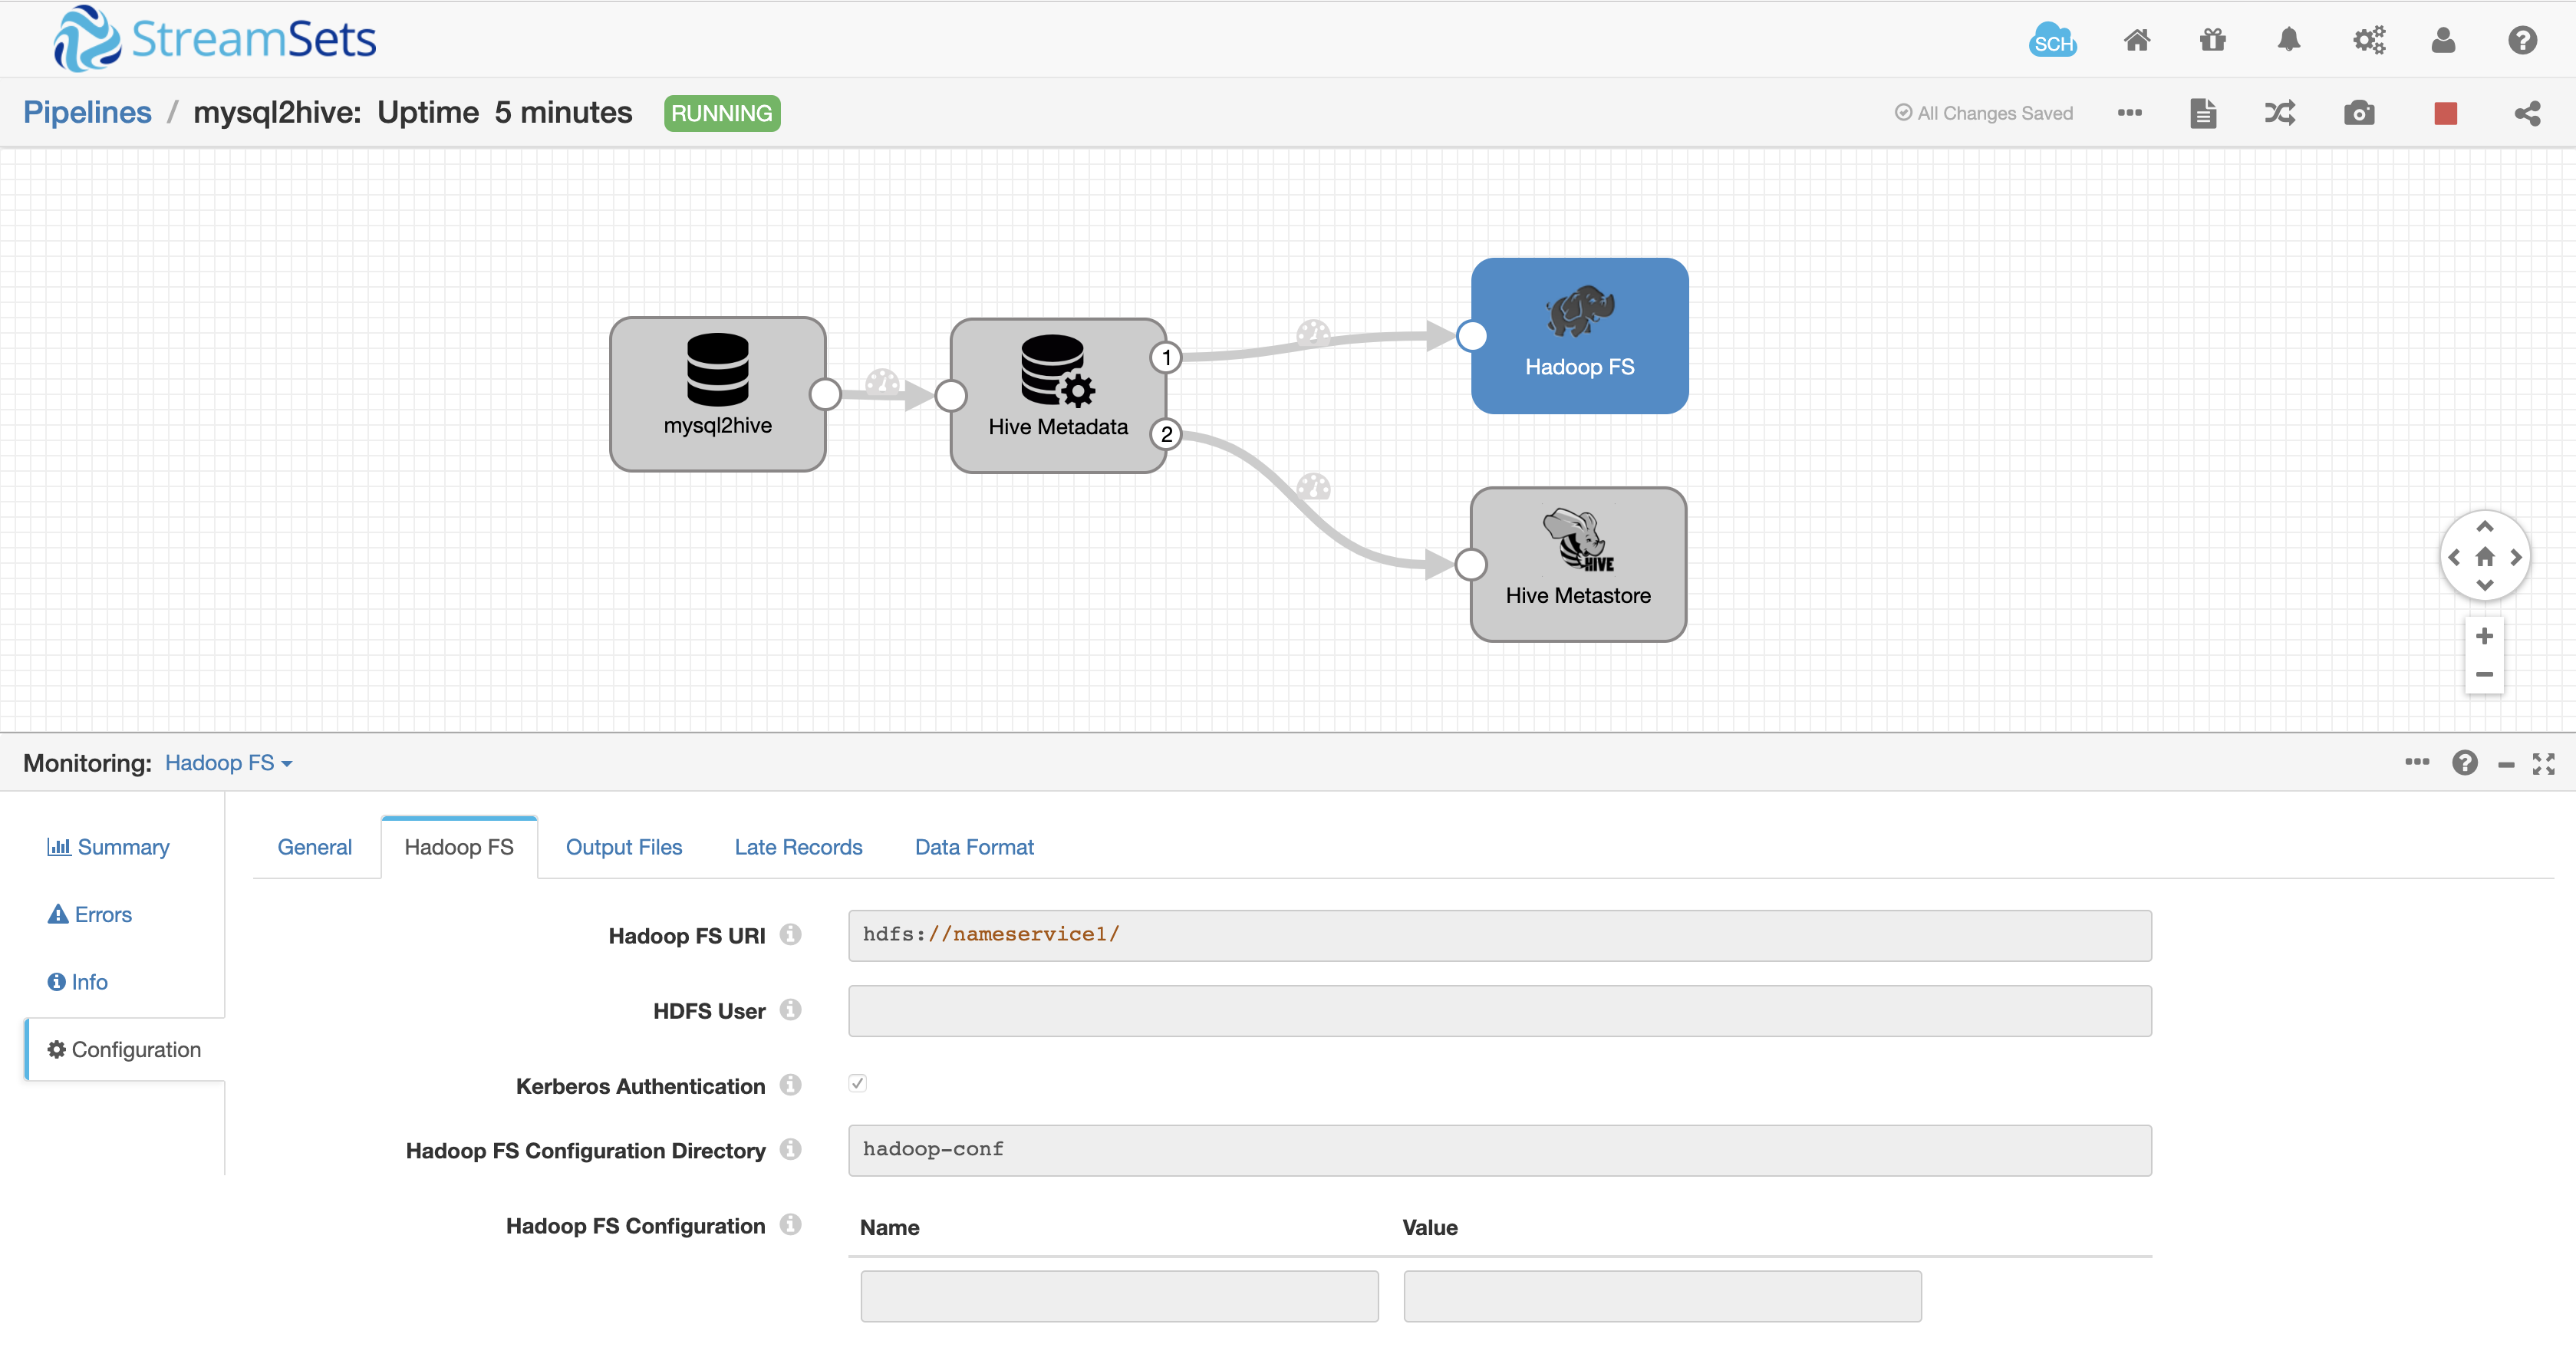 StreamSets
SCH
Pipelines / mysql2hive: Uptime 5 minutes RUNNING
All Changes Saved
mysql2hive
Hive Metadata
1
2
Hadoop FS
HIVE
Hive Metastore
Monitoring: Hadoop FS
Summary
Errors
Info
Configuration
General Hadoop FS Output Files Late Records Data Format
Hadoop FS URI hdfs://nameservice1/
HDFS User
Kerberos Authentication
Hadoop FS Configuration Directory hadoop-conf
Hadoop FS Configuration Name Value